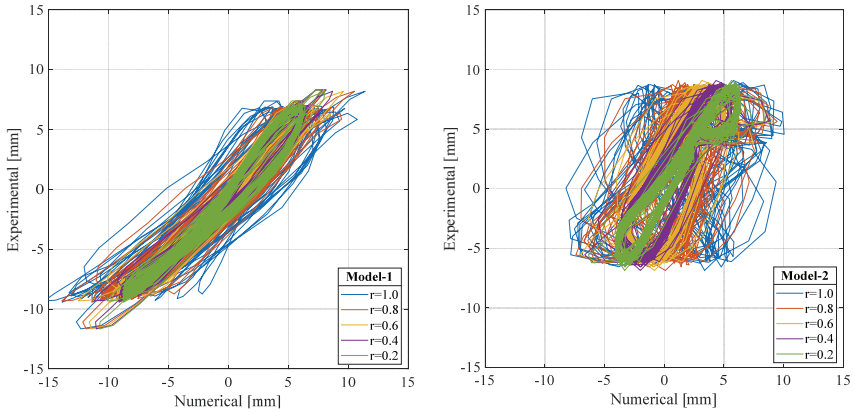 15
10
5
0
-5
-10
-15
Experimental [mm]
-15 -10 -5 0 5 10 15
Numerical [mm]
Model-1
r=1.0
r=0.8
r=0.6
r=0.4
r=0.2
15
10
5
0
-5
-10
-15
Experimental [mm]
-15 -10 -5 0 5 10 15
Numerical [mm]
Model-2
r=1.0
r=0.8
r=0.6
r=0.4
r=0.2